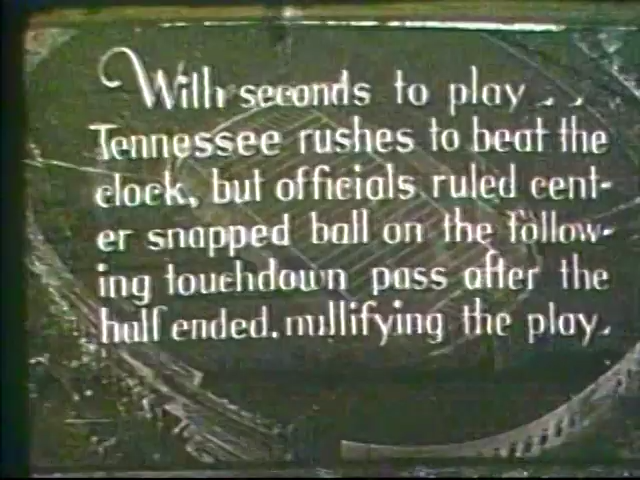 With seconds to play . .
Tennessee rushes to beat the
clock, but officials ruled cent-
er snapped ball on the follow-
ing touchdown pass after the
half ended, nullifying the play.